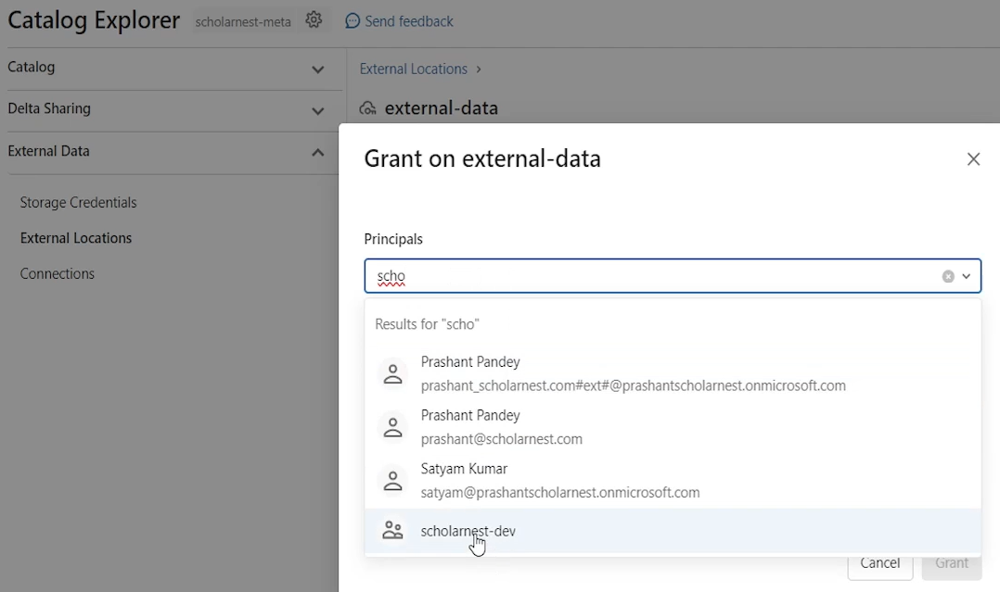 Catalog Explorer scholarnest-meta Send feedback
Catalog
External Locations ›
Delta Sharing
external-data
External Data
Grant on external-data
Storage Credentials
External Locations
Connections
Principals
scho
Results for "scho"
Prashant Pandey
prashant_scholarnest.com#ext#@prashantscholarnest.onmicrosoft.com
Prashant Pandey
prashant@scholarnest.com
Satyam Kumar
satyam@prashantscholarnest.onmicrosoft.com
scholarnest-dev
Cancel Grant